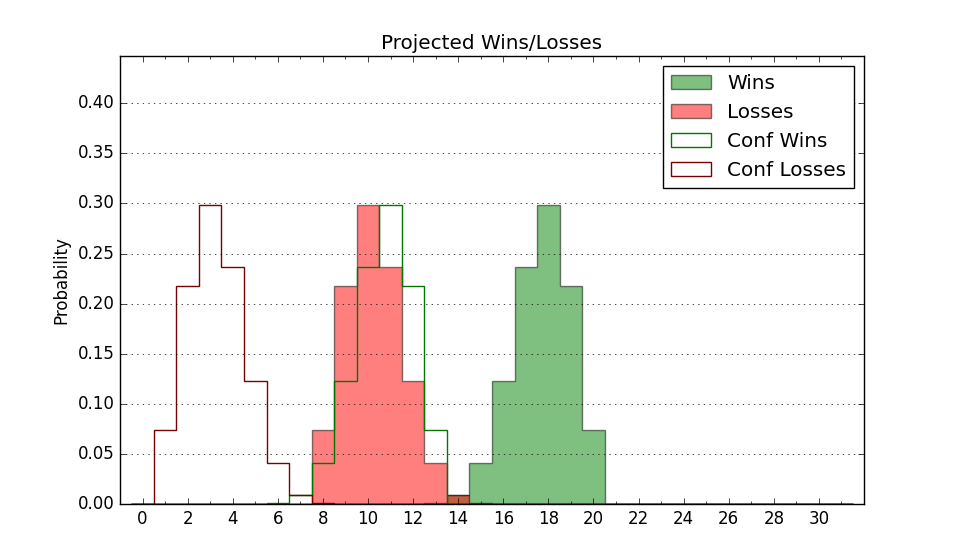 Projected Wins/Losses
Wins
Losses
Conf Wins
Conf Losses
Probability
0.40
0.35
0.30
0.25
0.20
0.15
0.10
0.05
0.00
0 2 4 6 8 10 12 14 16 18 20 22 24 26 28 30